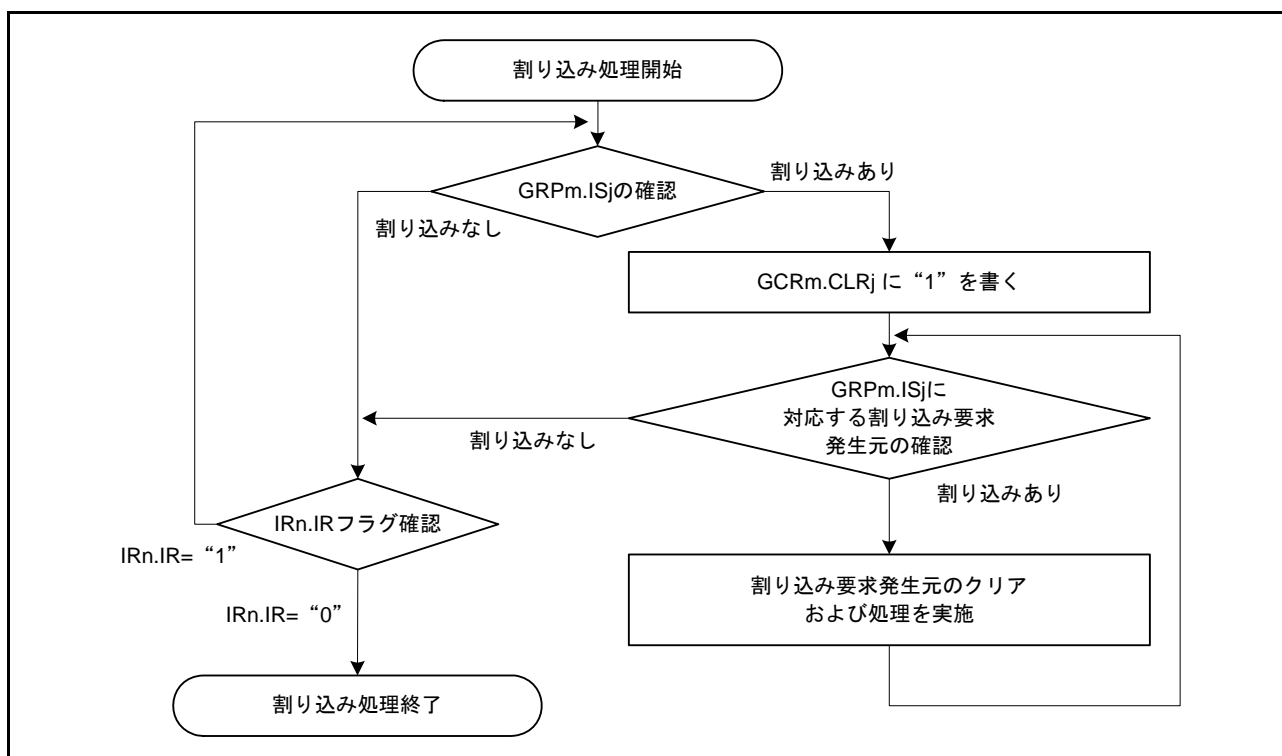 割り込み処理開始
GRPm.ISjの確認
割り込みあり
割り込みなし
GCRm.CLRj に“1”を書く
GRPm.ISjに
対応する割り込み要求
発生元の確認
割り込みなし
割り込みあり
IRn.IRフラグ確認
IRn.IR=“1”
割り込み要求発生元のクリア
および処理を実施
IRn.IR=“0”
割り込み処理終了